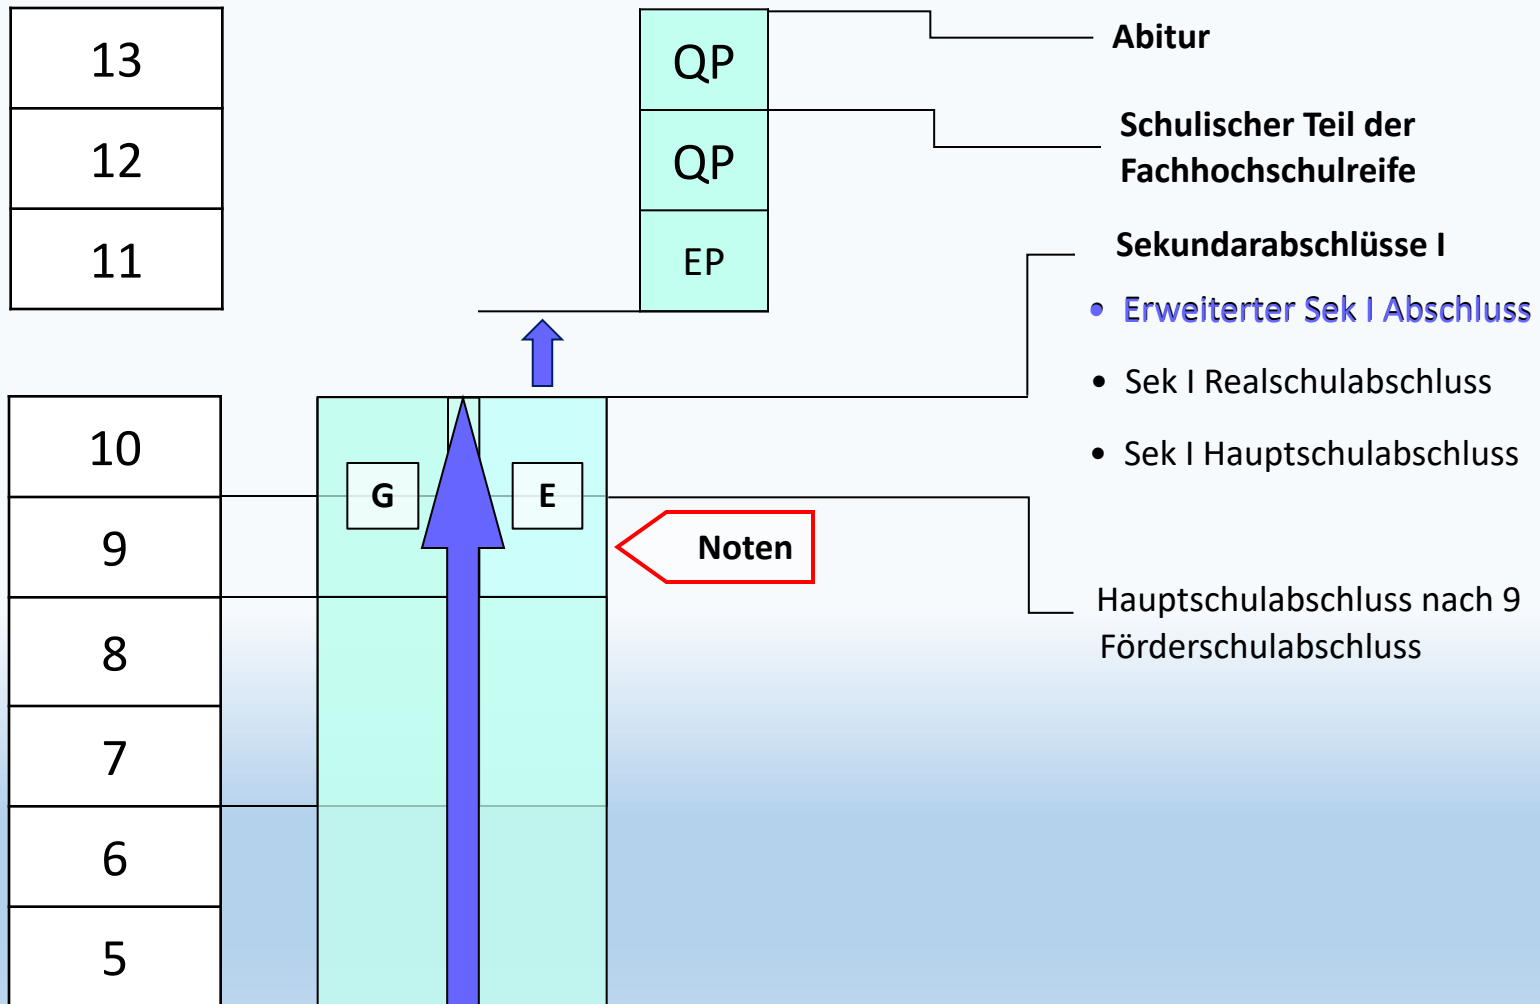 13
12
11
10
9
8
7
6
5
QP
QP
EP
G
E
Noten
Abitur
Schulischer Teil der
Fachhochschulreife
Sekundarabschlüsse I
• Erweiterter Sek I Abschluss
• Sek I Realschulabschluss
• Sek I Hauptschulabschluss
Hauptschulabschluss nach 9
Förderschulabschluss